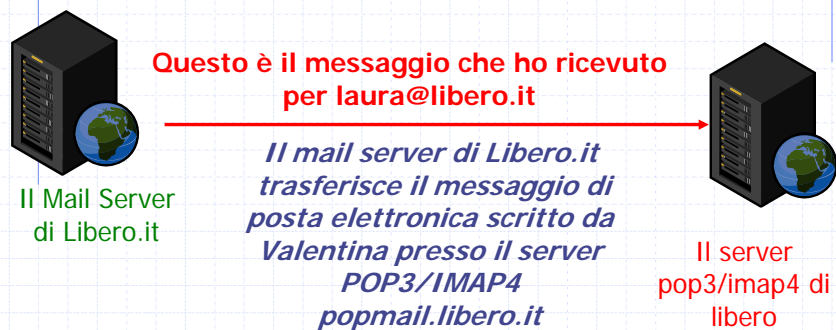 Questo è il messaggio che ho ricevuto
per laura@libero.it
Il mail server di Libero.it
trasferisce il messaggio di
posta elettronica scritto da
Valentina presso il server
POP3/IMAP4
popmail.libero.it
Il Mail Server
di Libero.it
Il server
pop3/imap4 di
libero